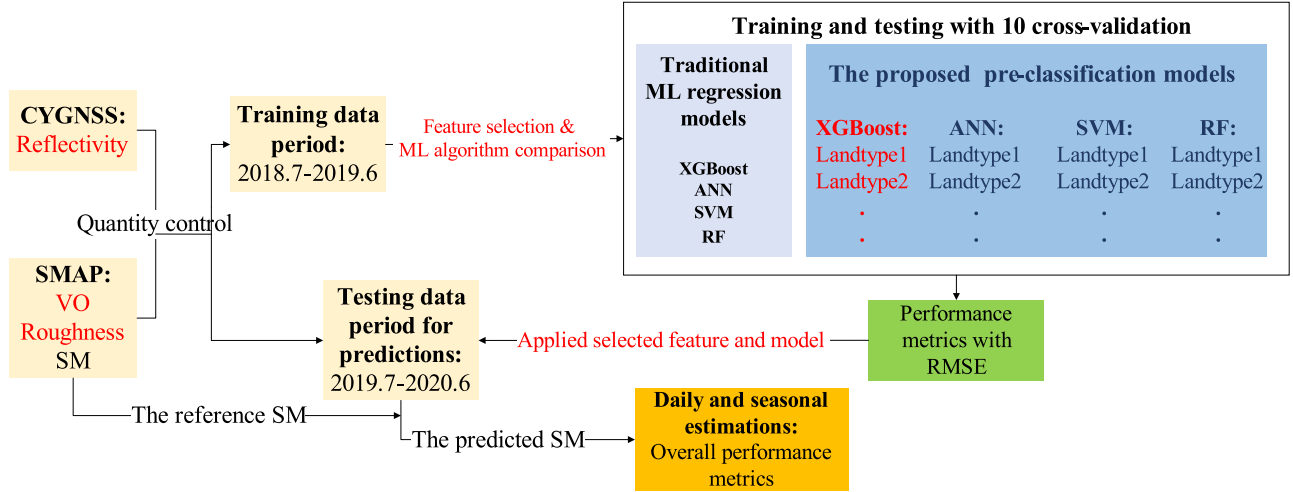 Training and testing with 10 cross-validation
Traditional
ML regression
models
XGBoost
ANN
SVM
RF
The proposed pre-classification models
XGBoost:
Landtype1
Landtype2
.
.
ANN:
Landtype1
Landtype2
.
.
SVM:
Landtype1
Landtype2
.
.
RF:
Landtype1
Landtype2
.
.
CYGNSS:
Reflectivity
Training data
period:
2018.7-2019.6
Feature selection &
ML algorithm comparison
Quantity control
SMAP:
VO
Roughness
SM
Testing data
period for
predictions:
2019.7-2020.6
Applied selected feature and model
Performance
metrics with
RMSE
The reference SM
The predicted SM
Daily and seasonal
estimations:
Overall performance
metrics